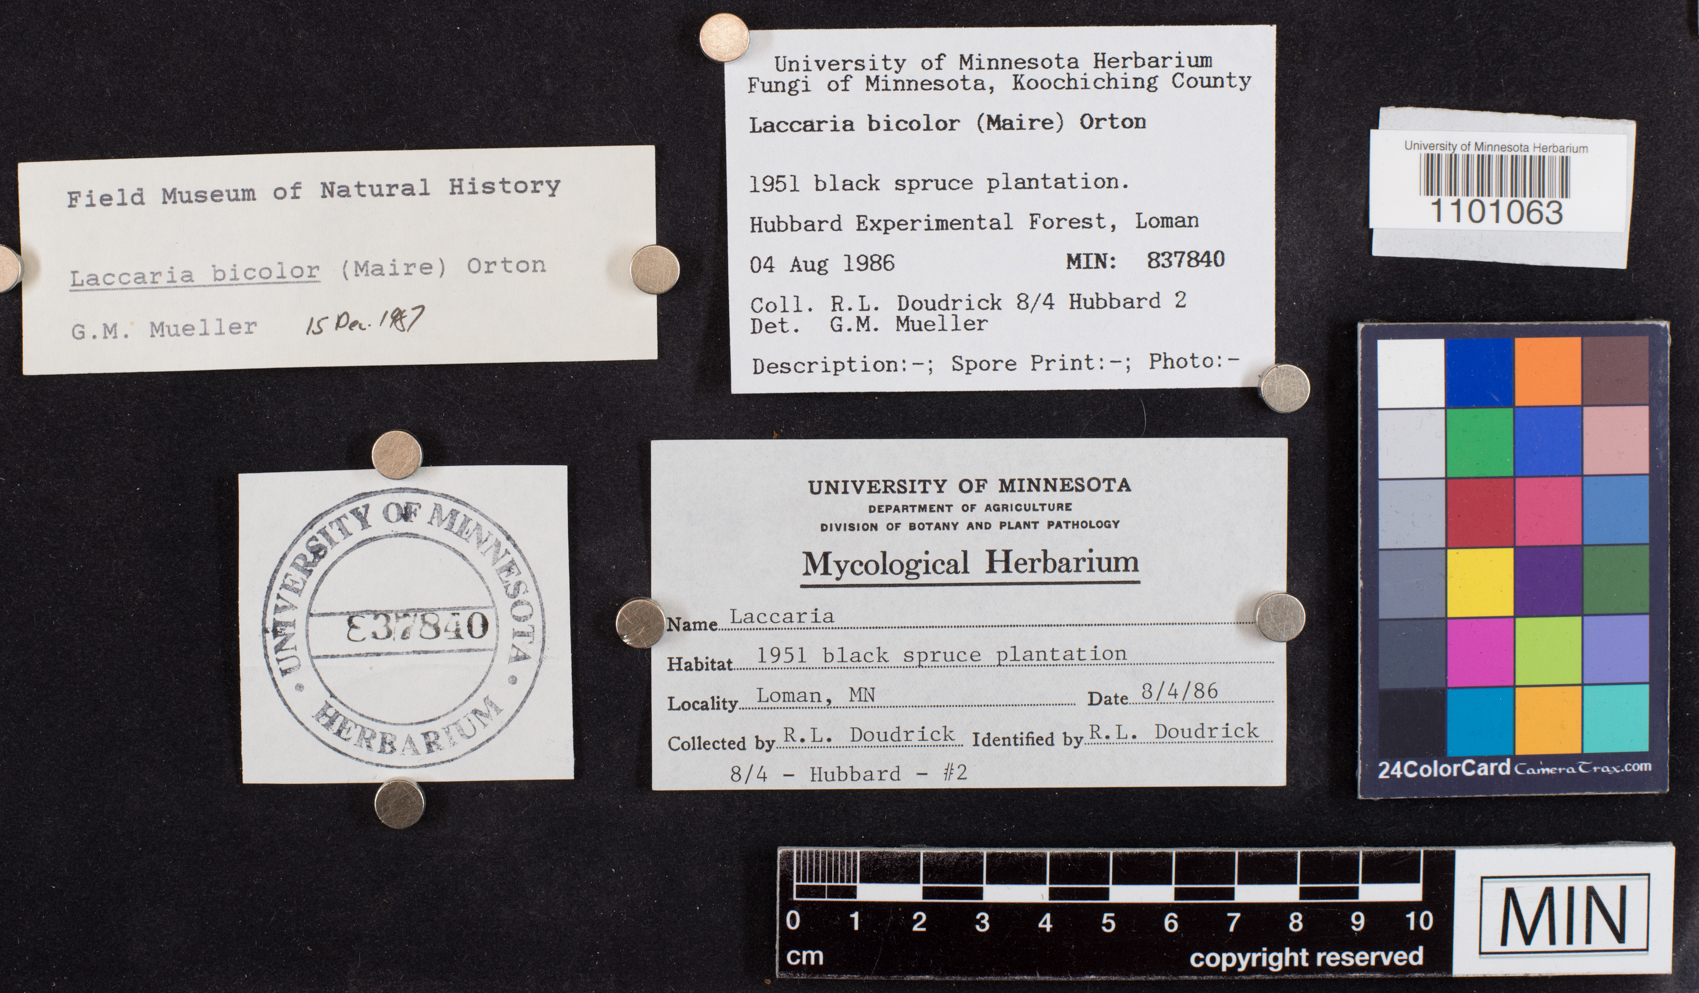 University of Minnesota Herbarium
Fungi of Minnesota, Koochiching County
Laccaria bicolor (Maire) Orton
1951 black spruce plantation.
Hubbard Experimental Forest, Loman
04 Aug 1986 MIN: 837840
Coll. R.L. Doudrick 8/4 Hubbard 2
Det. G.M. Mueller
Description:-; Spore Print:-; Photo:-
University of Minnesota Herbarium
1101063
Field Museum of Natural History
Laccaria bicolor (Maire) Orton
G.M. Mueller 15 Dec. 1987
UNIVERSITY OF MINNESOTA
837840
• HERBARIUM •
UNIVERSITY OF MINNESOTA
DEPARTMENT OF AGRICULTURE
DIVISION OF BOTANY AND PLANT PATHOLOGY
Mycological Herbarium
Name Laccaria
Habitat 1951 black spruce plantation
Locality Loman, MN Date 8/4/86
Collected by R.L. Doudrick Identified by R.L. Doudrick
8/4 - Hubbard - #2
24ColorCard CameraTrax.com
0 1 2 3 4 5 6 7 8 9 10
cm copyright reserved
MIN